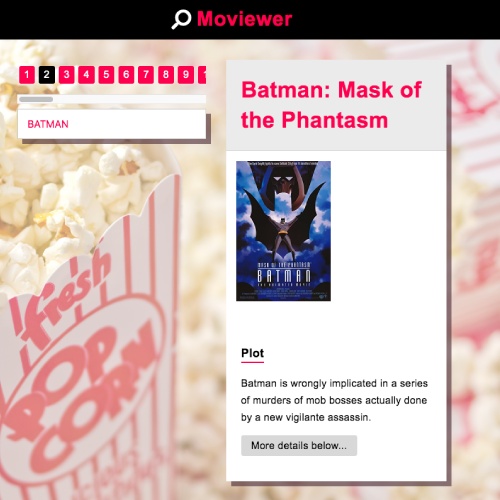 Moviewer
1 2 3 4 5 6 7 8 9
BATMAN
Batman: Mask of
the Phantasm
MASK OF THE PHANTASM
BATMAN
THE ANIMATED MOVIE
Plot
Batman is wrongly implicated in a series
of murders of mob bosses actually done
by a new vigilante assassin.
More details below...
fresh
POP
CORN